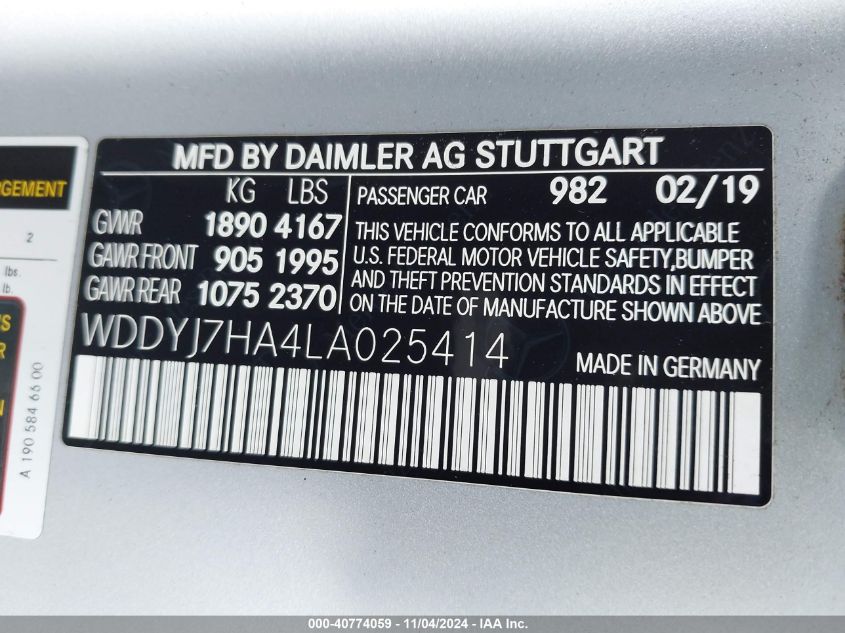 MFD BY DAIMLER AG STUTTGART
KG LBS
GVWR 1890 4167
GAWR FRONT 905 1995
GAWR REAR 1075 2370
PASSENGER CAR 982 02/19
THIS VEHICLE CONFORMS TO ALL APPLICABLE
U.S. FEDERAL MOTOR VEHICLE SAFETY,BUMPER
AND THEFT PREVENTION STANDARDS IN EFFECT
ON THE DATE OF MANUFACTURE SHOWN ABOVE
WDDYJ7HA4LA025414
MADE IN GERMANY
2
lbs.
lb.
A 190 584 66 00
000-40774059 - 11/04/2024 - IAA Inc.